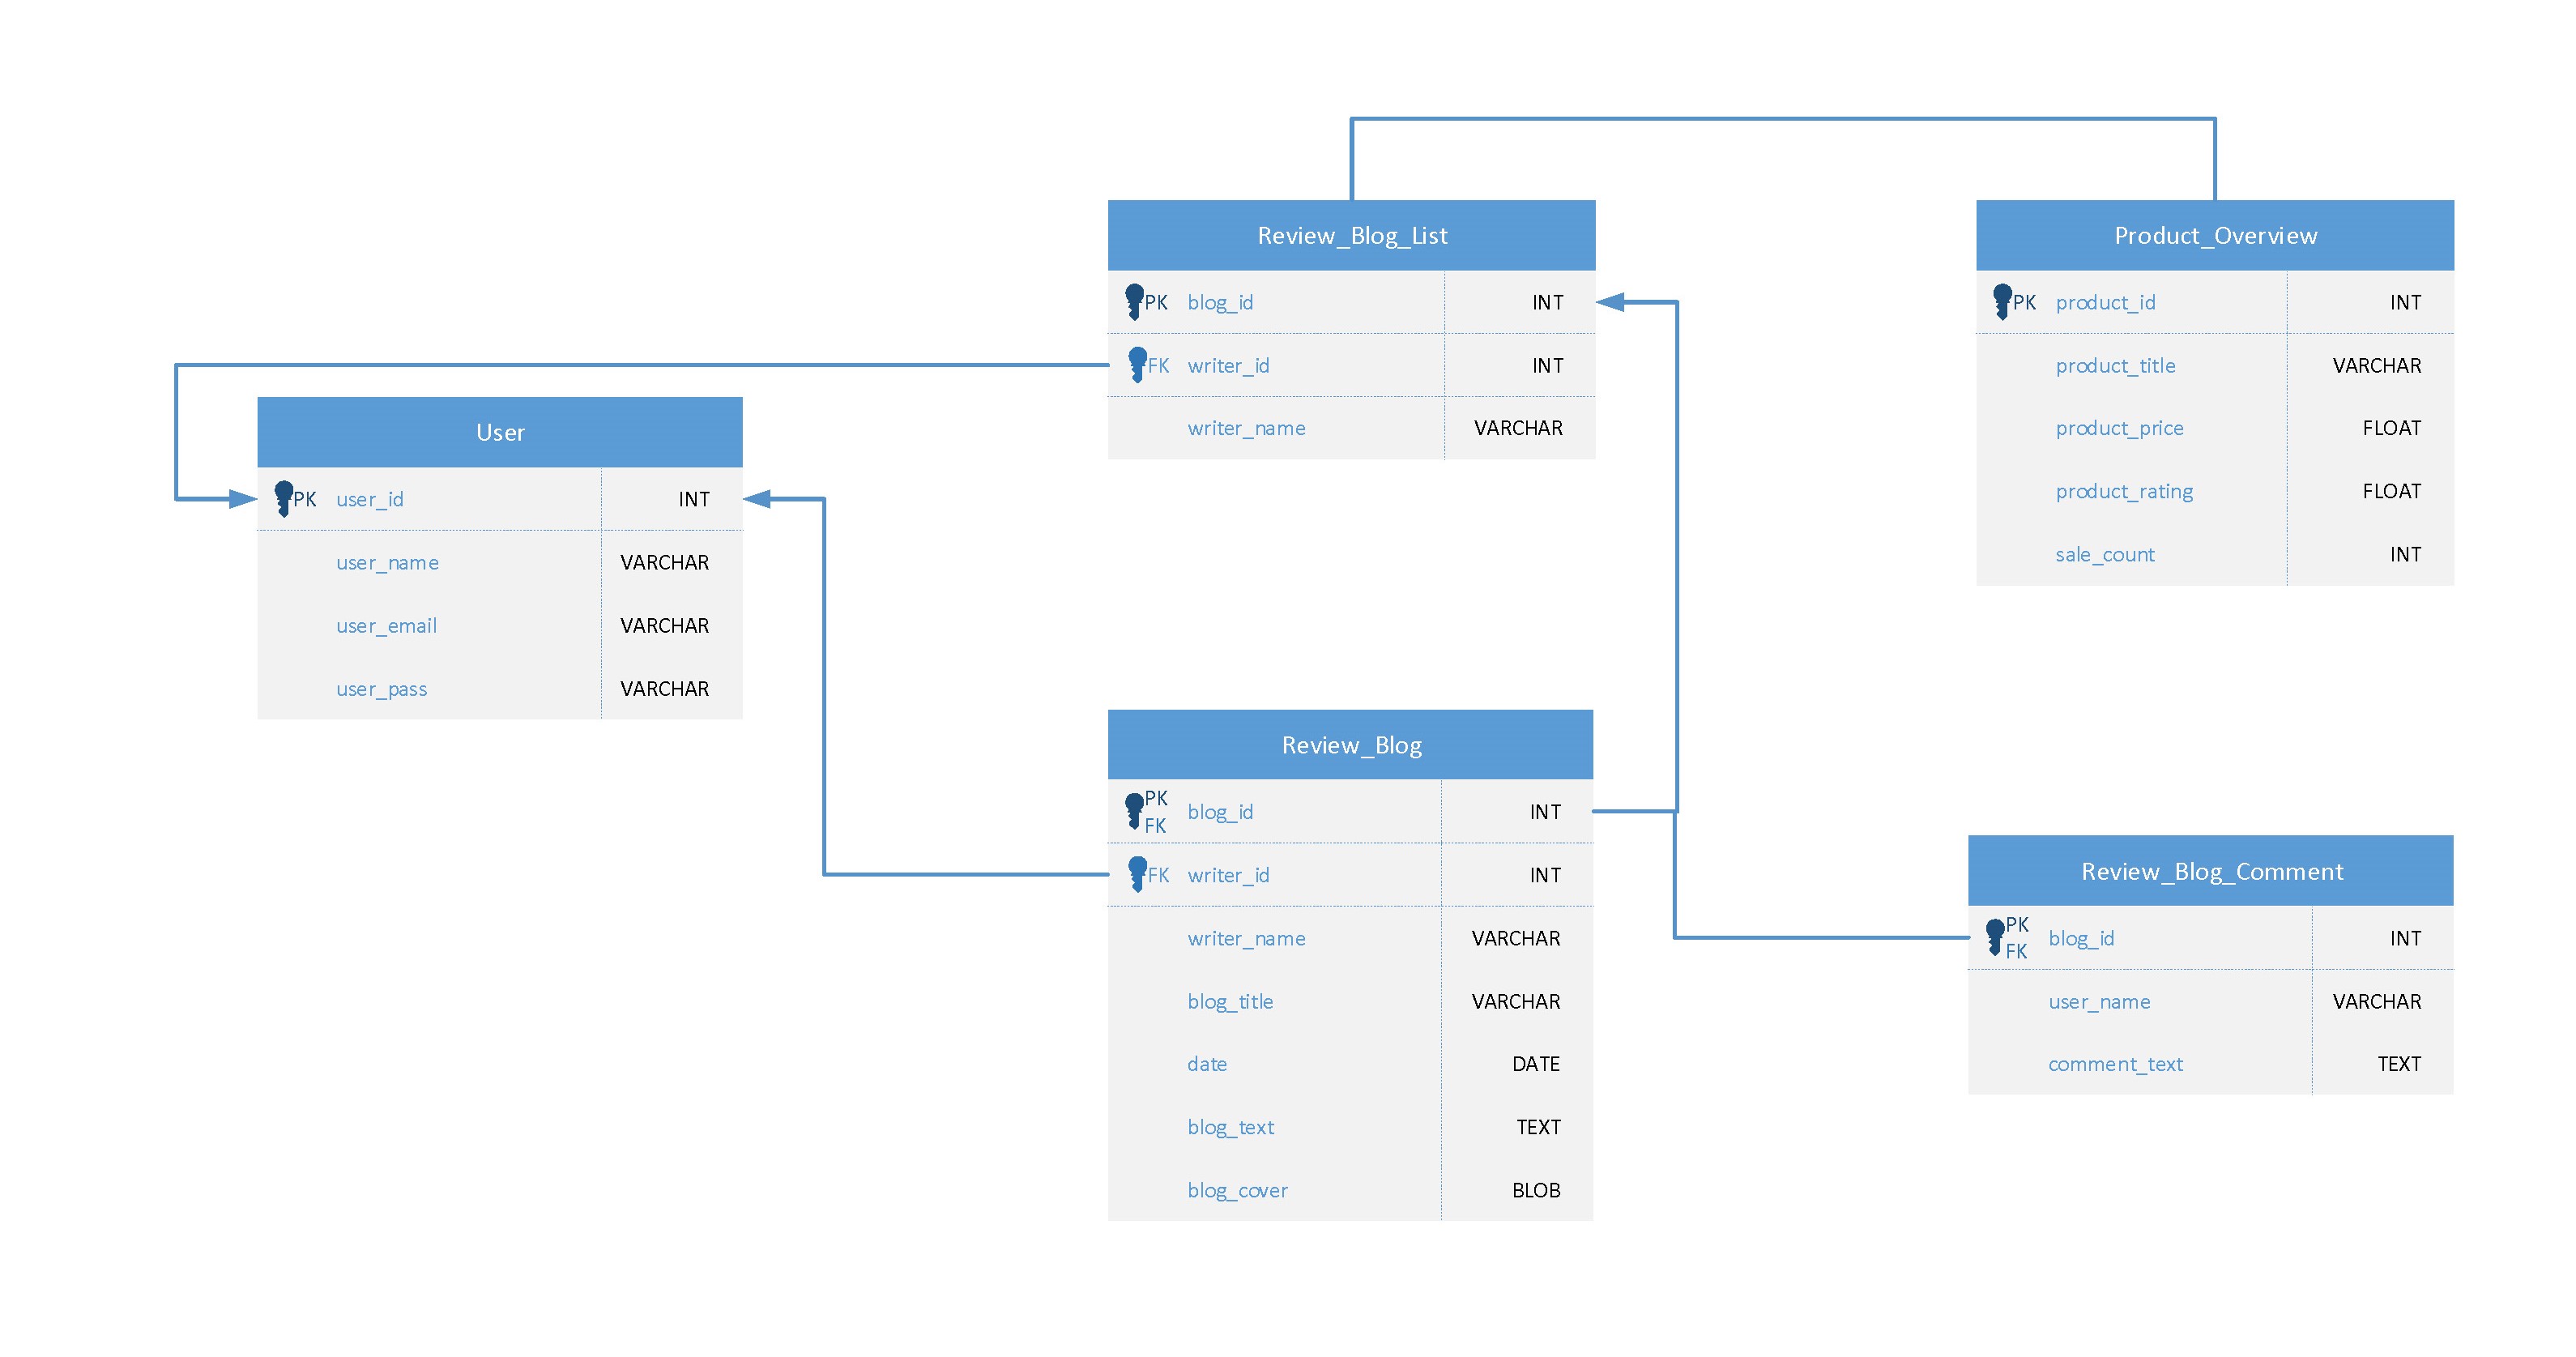 Review_Blog_List
PK blog_id INT
FK writer_id INT
writer_name VARCHAR
Product_Overview
PK product_id INT
product_title VARCHAR
product_price FLOAT
product_rating FLOAT
sale_count INT
User
PK user_id INT
user_name VARCHAR
user_email VARCHAR
user_pass VARCHAR
Review_Blog
PK
FK blog_id INT
FK writer_id INT
writer_name VARCHAR
blog_title VARCHAR
date DATE
blog_text TEXT
blog_cover BLOB
Review_Blog_Comment
PK
FK blog_id INT
user_name VARCHAR
comment_text TEXT